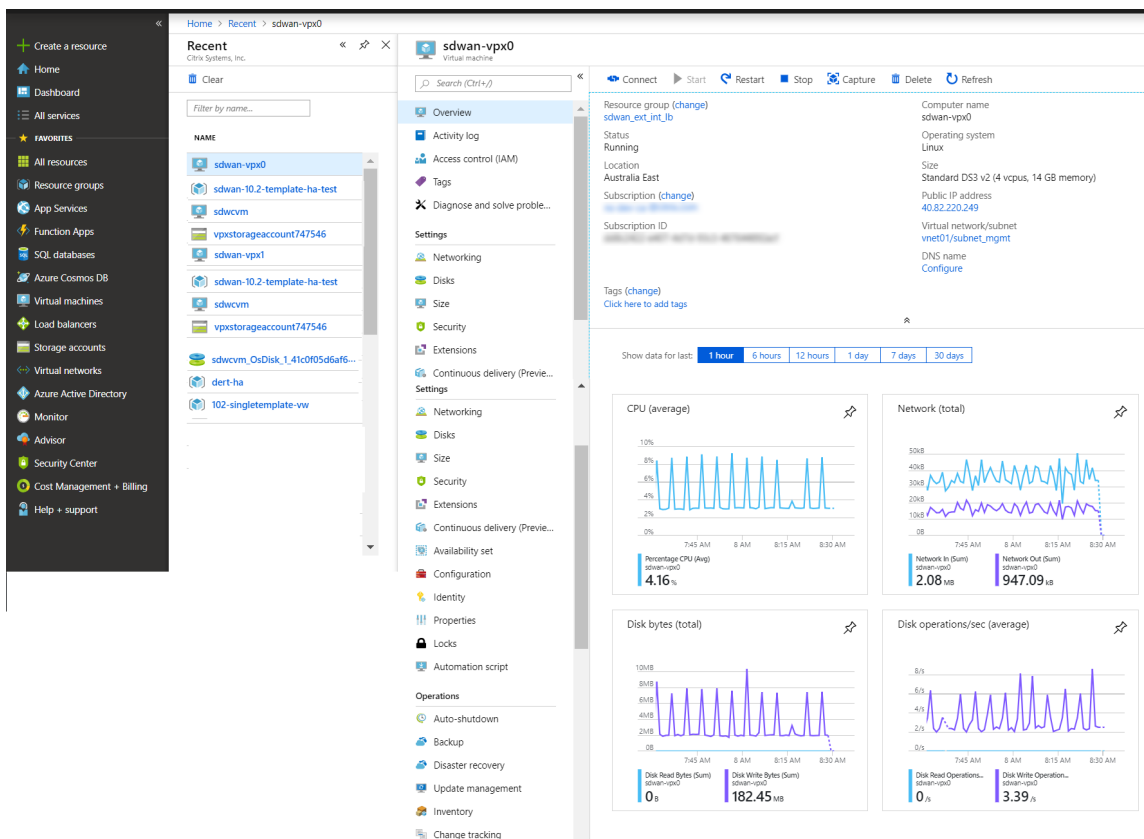 «
Create a resource
Home
Dashboard
All services
FAVORITES
All resources
Resource groups
App Services
Function Apps
SQL databases
Azure Cosmos DB
Virtual machines
Load balancers
Storage accounts
Virtual networks
Azure Active Directory
Monitor
Advisor
Security Center
Cost Management + Billing
Help + support
Home > Recent > sdwan-vpx0
Recent
Citrix Systems, Inc.
Clear
Filter by name...
NAME
sdwan-vpx0
sdwan-10.2-template-ha-test
sdwcvm
vpxstorageaccount747546
sdwan-vpx1
sdwan-10.2-template-ha-test
sdwcvm
vpxstorageaccount747546
sdwcvm_OsDisk_1_41c0f05d6af6...
dert-ha
102-singletemplate-vw
sdwan-vpx0
Virtual machine
Search (Ctrl+/)
Overview
Activity log
Access control (IAM)
Tags
Diagnose and solve proble...
Settings
Networking
Disks
Size
Security
Extensions
Continuous delivery (Previe...
Settings
Networking
Disks
Size
Security
Extensions
Continuous delivery (Previe...
Availability set
Configuration
Identity
Properties
Locks
Automation script
Operations
Auto-shutdown
Backup
Disaster recovery
Update management
Inventory
Change tracking
Connect Start Restart Stop Capture Delete Refresh
Resource group (change)
sdwan_ext_int_lb
Status
Running
Location
Australia East
Subscription (change)
Subscription ID
Tags (change)
Click here to add tags
Computer name
sdwan-vpx0
Operating system
Linux
Size
Standard DS3 v2 (4 vcpus, 14 GB memory)
Public IP address
40.82.220.249
Virtual network/subnet
vnet01/subnet_mgmt
DNS name
Configure
Show data for last: 1 hour 6 hours 12 hours 1 day 7 days 30 days
CPU (average)
10%
8%
6%
4%
2%
0%
7:45 AM 8 AM 8:15 AM 8:30 AM
Percentage CPU (Avg)
sdwan-vpx0
4.16 %
Network (total)
50kB
40kB
30kB
20kB
10kB
0B
7:45 AM 8 AM 8:15 AM 8:30 AM
Network In (Sum)
sdwan-vpx0
2.08 MB
Network Out (Sum)
sdwan-vpx0
947.09 kB
Disk bytes (total)
10MB
8MB
6MB
4MB
2MB
0B
7:45 AM 8 AM 8:15 AM 8:30 AM
Disk Read Bytes (Sum)
sdwan-vpx0
0 B
Disk Write Bytes (Sum)
sdwan-vpx0
182.45 MB
Disk operations/sec (average)
8/s
6/s
4/s
2/s
0/s
7:45 AM 8 AM 8:15 AM 8:30 AM
Disk Read Operations...
sdwan-vpx0
0 /s
Disk Write Operation...
sdwan-vpx0
3.39 /s